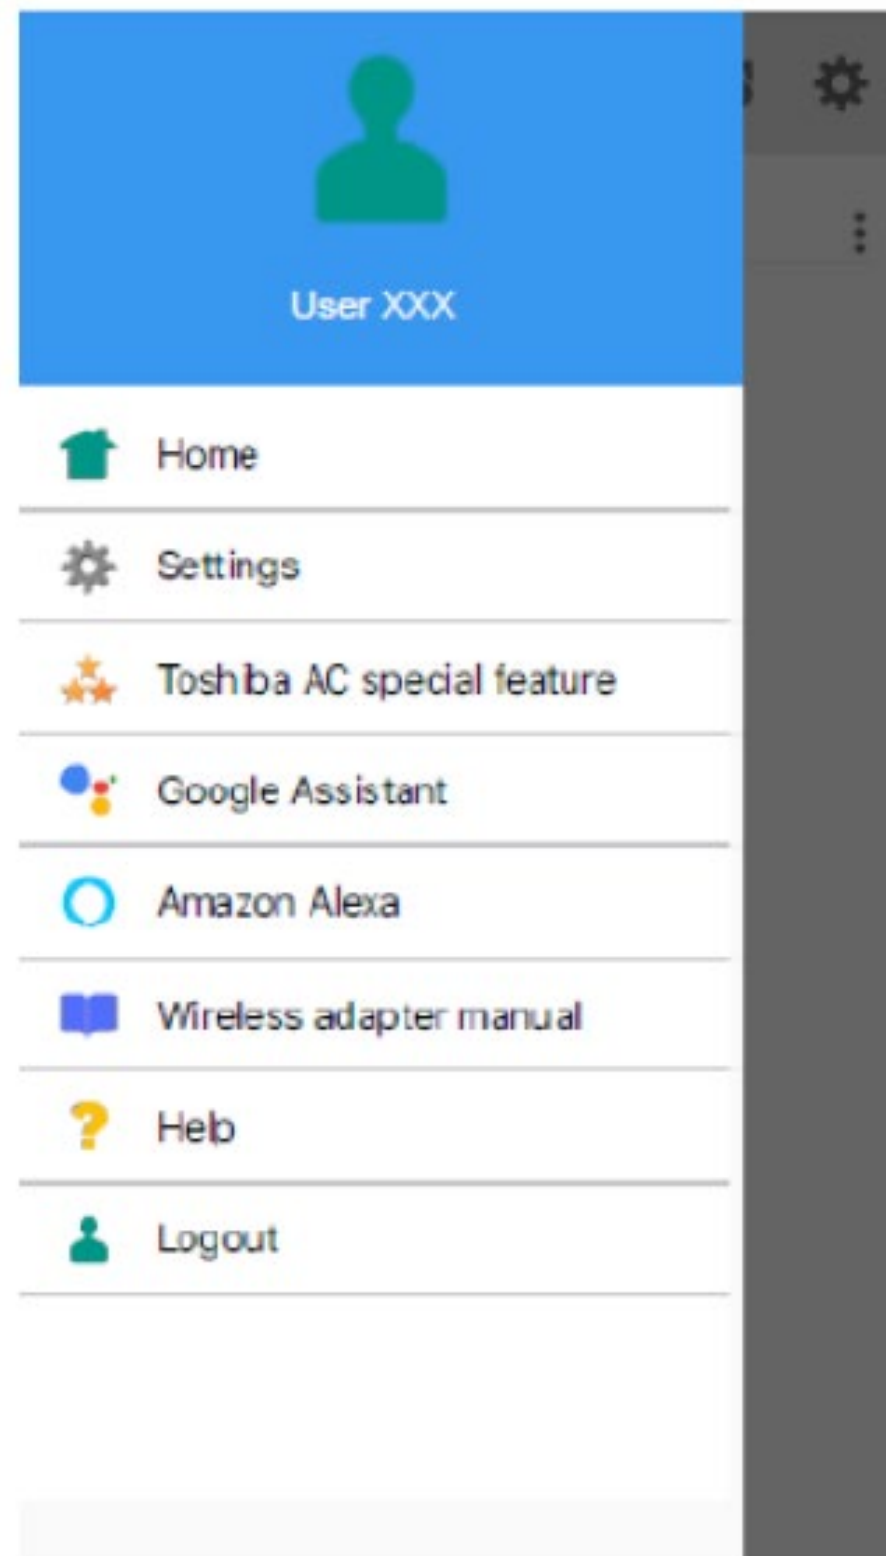 User XXX
Home
Settings
Toshiba AC special feature
Google Assistant
Amazon Alexa
Wireless adapter manual
Help
Logout